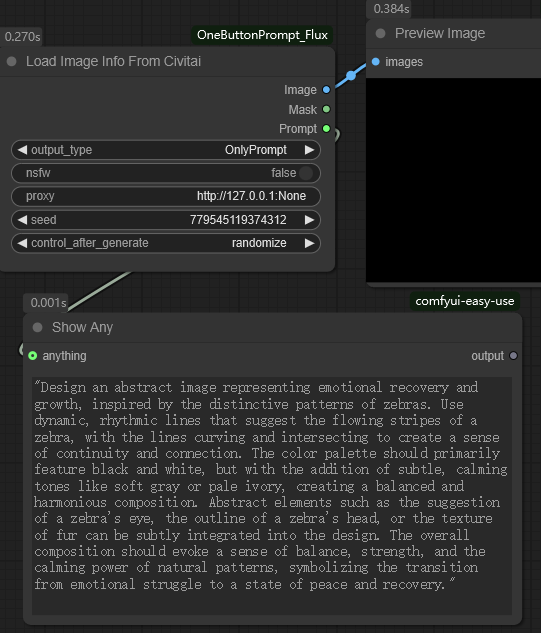 0.270s
OneButtonPrompt_Flux
Load Image Info From Civitai
Image
Mask
Prompt
output_type OnlyPrompt
nsfw false
proxy http://127.0.0.1:None
seed 779545119374312
control_after_generate randomize
0.384s
Preview Image
images
0.001s
comfyui-easy-use
Show Any
anything output
"Design an abstract image representing emotional recovery and
growth, inspired by the distinctive patterns of zebras. Use
dynamic, rhythmic lines that suggest the flowing stripes of a
zebra, with the lines curving and intersecting to create a sense
of continuity and connection. The color palette should primarily
feature black and white, but with the addition of subtle, calming
tones like soft gray or pale ivory, creating a balanced and
harmonious composition. Abstract elements such as the suggestion
of a zebra's eye, the outline of a zebra's head, or the texture
of fur can be subtly integrated into the design. The overall
composition should evoke a sense of balance, strength, and the
calming power of natural patterns, symbolizing the transition
from emotional struggle to a state of peace and recovery."